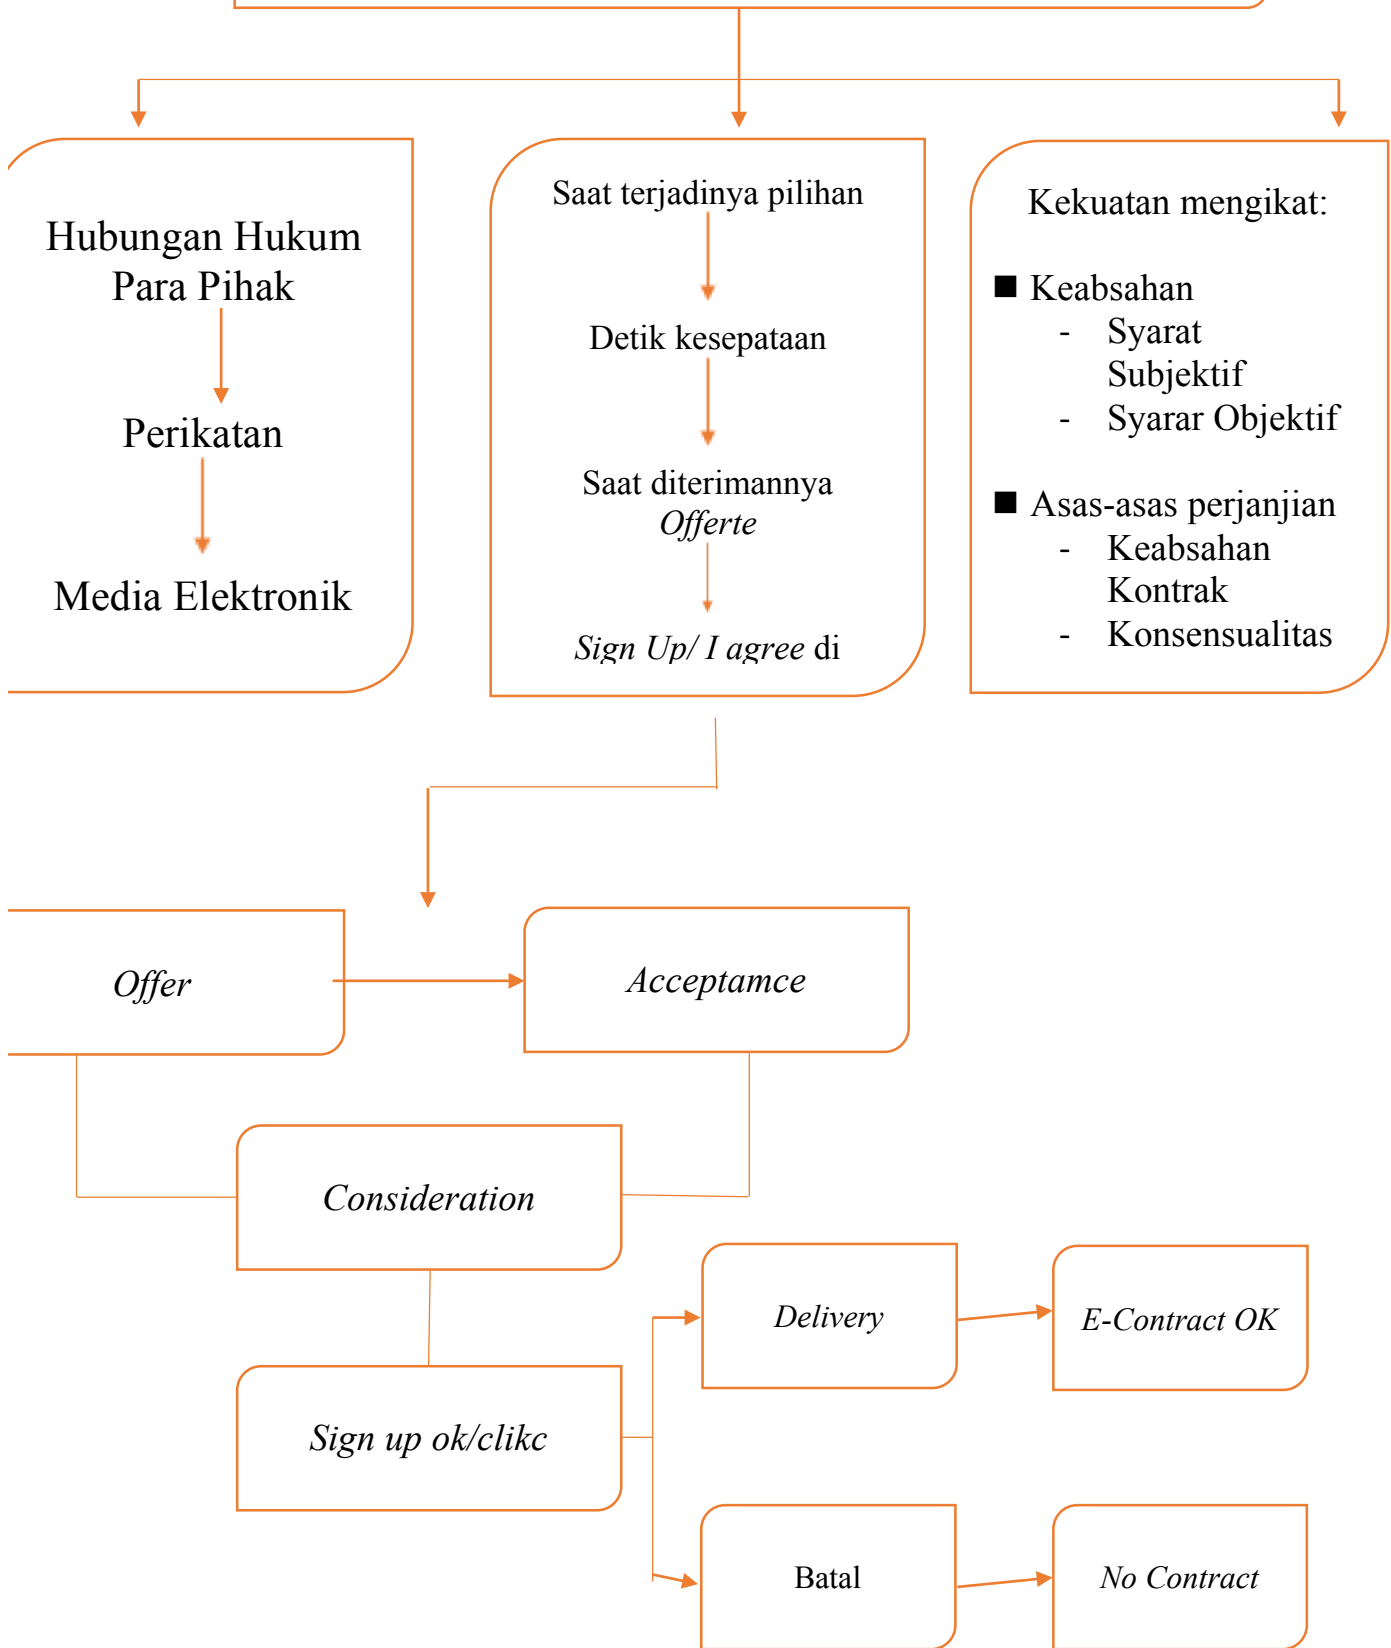 Hubungan Hukum
Para Pihak
Perikatan
Media Elektronik
Saat terjadinya pilihan
Detik kesepataan
Saat diterimannya
Offerte
Sign Up/ I agree di
Kekuatan mengikat:
■ Keabsahan
- Syarat
Subjektif
- Syarar Objektif
■ Asas-asas perjanjian
- Keabsahan
Kontrak
- Konsensualitas
Offer
Acceptamce
Consideration
Delivery
E-Contract OK
Sign up ok/clikc
Batal
No Contract